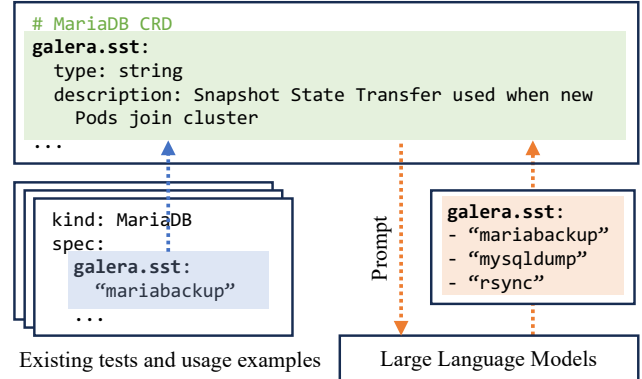 # MariaDB CRD
galera.sst:
type: string
description: Snapshot State Transfer used when new
Pods join cluster
...
kind: MariaDB
spec:
galera.sst:
“mariabackup”
...
Existing tests and usage examples
Prompt
galera.sst:
- “mariabackup”
- “mysqldump”
- “rsync”
Large Language Models